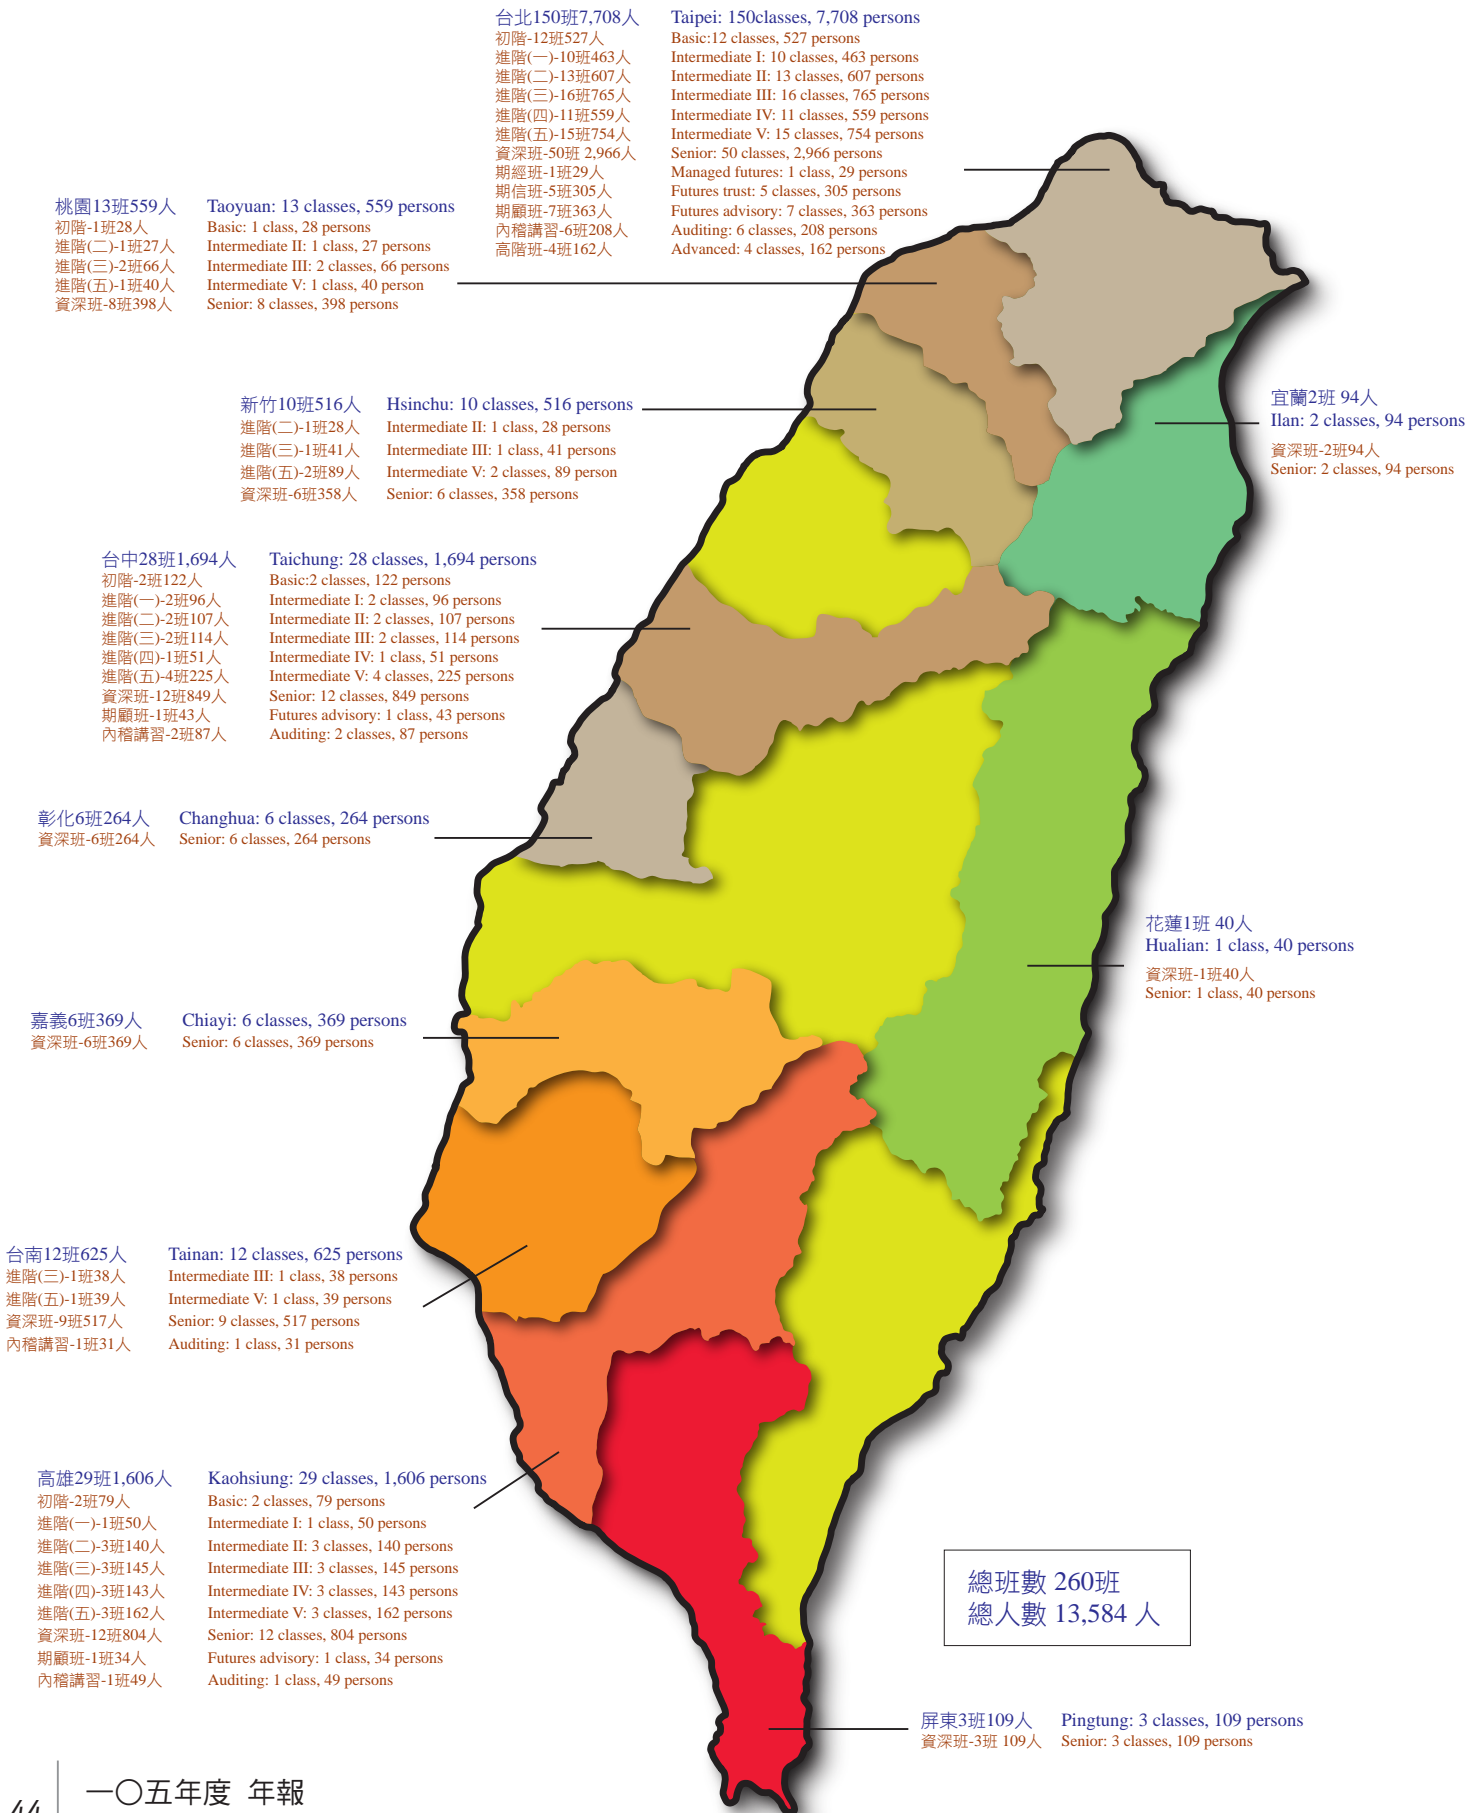 台北150班7,708人 Taipei: 150classes, 7,708 persons
初階-12班527人 Basic:12 classes, 527 persons
進階(一)-10班463人 Intermediate I: 10 classes, 463 persons
進階(二)-13班607人 Intermediate II: 13 classes, 607 persons
進階(三)-16班765人 Intermediate III: 16 classes, 765 persons
進階(四)-11班559人 Intermediate IV: 11 classes, 559 persons
進階(五)-15班754人 Intermediate V: 15 classes, 754 persons
資深班-50班 2,966人 Senior: 50 classes, 2,966 persons
期經班-1班29人 Managed futures: 1 class, 29 persons
期信班-5班305人 Futures trust: 5 classes, 305 persons
期顧班-7班363人 Futures advisory: 7 classes, 363 persons
內稽講習-6班208人 Auditing: 6 classes, 208 persons
高階班-4班162人 Advanced: 4 classes, 162 persons
桃園13班559人 Taoyuan: 13 classes, 559 persons
初階-1班28人 Basic: 1 class, 28 persons
進階(二)-1班27人 Intermediate II: 1 class, 27 persons
進階(三)-2班66人 Intermediate III: 2 classes, 66 persons
進階(五)-1班40人 Intermediate V: 1 class, 40 person
資深班-8班398人 Senior: 8 classes, 398 persons
新竹10班516人 Hsinchu: 10 classes, 516 persons
進階(二)-1班28人 Intermediate II: 1 class, 28 persons
進階(三)-1班41人 Intermediate III: 1 class, 41 persons
進階(五)-2班89人 Intermediate V: 2 classes, 89 person
資深班-6班358人 Senior: 6 classes, 358 persons
宜蘭2班 94人
Ilan: 2 classes, 94 persons
資深班-2班94人
Senior: 2 classes, 94 persons
台中28班1,694人 Taichung: 28 classes, 1,694 persons
初階-2班122人 Basic:2 classes, 122 persons
進階(一)-2班96人 Intermediate I: 2 classes, 96 persons
進階(二)-2班107人 Intermediate II: 2 classes, 107 persons
進階(三)-2班114人 Intermediate III: 2 classes, 114 persons
進階(四)-1班51人 Intermediate IV: 1 class, 51 persons
進階(五)-4班225人 Intermediate V: 4 classes, 225 persons
資深班-12班849人 Senior: 12 classes, 849 persons
期顧班-1班43人 Futures advisory: 1 class, 43 persons
內稽講習-2班87人 Auditing: 2 classes, 87 persons
彰化6班264人 Changhua: 6 classes, 264 persons
資深班-6班264人 Senior: 6 classes, 264 persons
花蓮1班 40人
Hualian: 1 class, 40 persons
資深班-1班40人
Senior: 1 class, 40 persons
嘉義6班369人 Chiayi: 6 classes, 369 persons
資深班-6班369人 Senior: 6 classes, 369 persons
台南12班625人 Tainan: 12 classes, 625 persons
進階(三)-1班38人 Intermediate III: 1 class, 38 persons
進階(五)-1班39人 Intermediate V: 1 class, 39 persons
資深班-9班517人 Senior: 9 classes, 517 persons
內稽講習-1班31人 Auditing: 1 class, 31 persons
高雄29班1,606人 Kaohsiung: 29 classes, 1,606 persons
初階-2班79人 Basic: 2 classes, 79 persons
進階(一)-1班50人 Intermediate I: 1 class, 50 persons
進階(二)-3班140人 Intermediate II: 3 classes, 140 persons
進階(三)-3班145人 Intermediate III: 3 classes, 145 persons
進階(四)-3班143人 Intermediate IV: 3 classes, 143 persons
進階(五)-3班162人 Intermediate V: 3 classes, 162 persons
資深班-12班804人 Senior: 12 classes, 804 persons
期顧班-1班34人 Futures advisory: 1 class, 34 persons
內稽講習-1班49人 Auditing: 1 class, 49 persons
總班數 260班
總人數 13,584 人
屏東3班109人 Pingtung: 3 classes, 109 persons
資深班-3班 109人 Senior: 3 classes, 109 persons
44 一〇五年度 年報